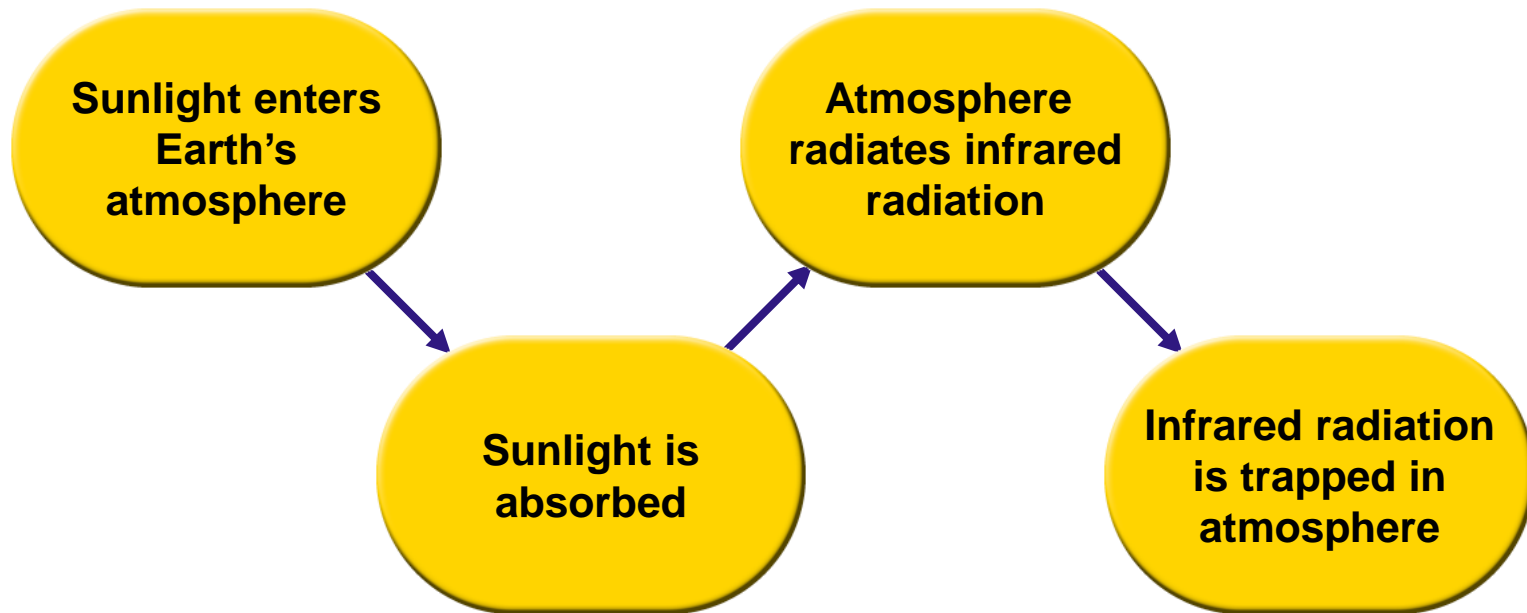 Sunlight enters
Earth’s
atmosphere
Sunlight is
absorbed
Atmosphere
radiates infrared
radiation
Infrared radiation
is trapped in
atmosphere